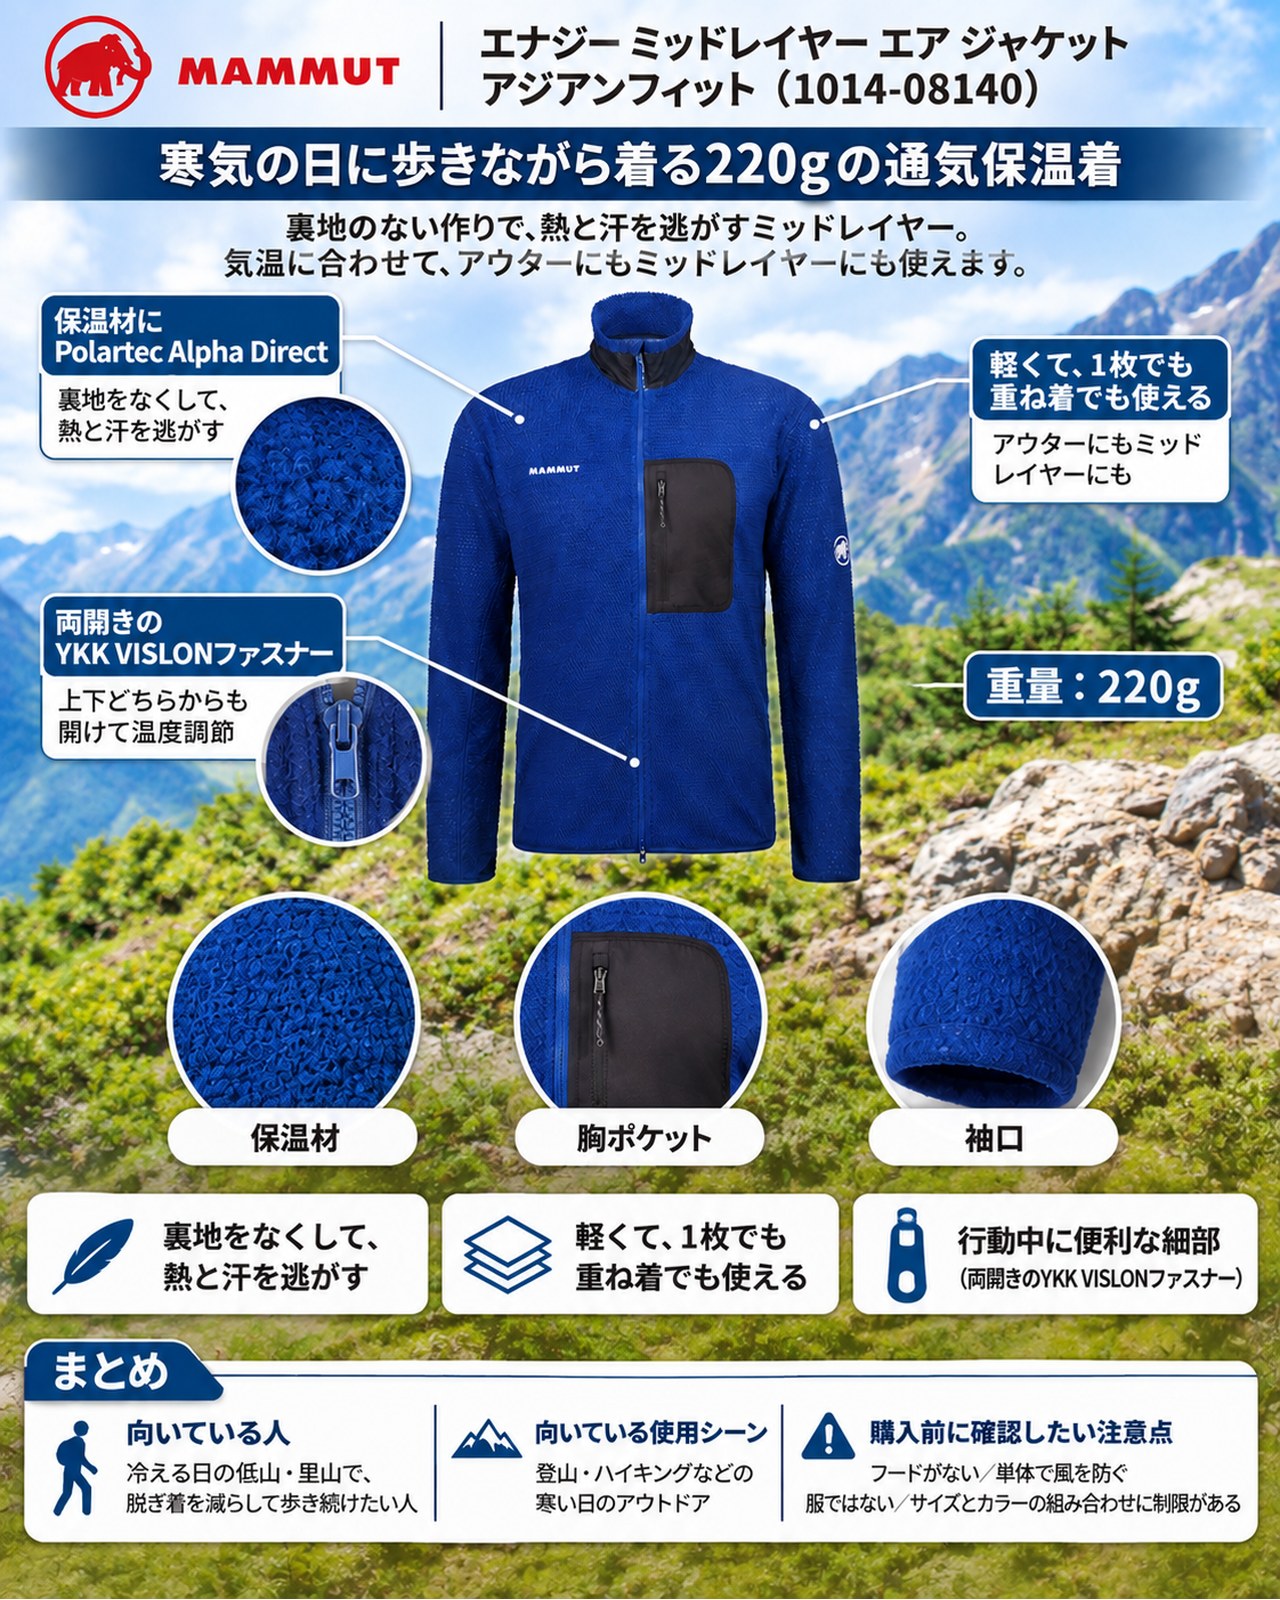 MAMMUT
エナジー ミッドレイヤー エア ジャケット
アジアンフィット（1014-08140）
寒気の日に歩きながら着る220gの通気保温着
裏地のない作りで、熱と汗を逃がすミッドレイヤー。
気温に合わせて、アウターにもミッドレイヤーにも使えます。
保温材に
Polartec Alpha Direct
裏地をなくして、
熱と汗を逃がす
軽くて、1枚でも
重ね着でも使える
アウターにもミッド
レイヤーにも
MAMMUT
両開きの
YKK VISLONファスナー
上下どちらからも
開けて温度調節
重量：220g
保温材
胸ポケット
袖口
裏地をなくして、
熱と汗を逃がす
軽くて、1枚でも
重ね着でも使える
行動中に便利な細部
（両開きのYKK VISLONファスナー）
まとめ
向いている人
冷える日の低山・里山で、
脱ぎ着を減らして歩き続けたい人
向いている使用シーン
登山・ハイキングなどの
寒い日のアウトドア
購入前に確認したい注意点
フードがない／単体で風を防ぐ
服ではない／サイズとカラーの組み合わせに制限がある